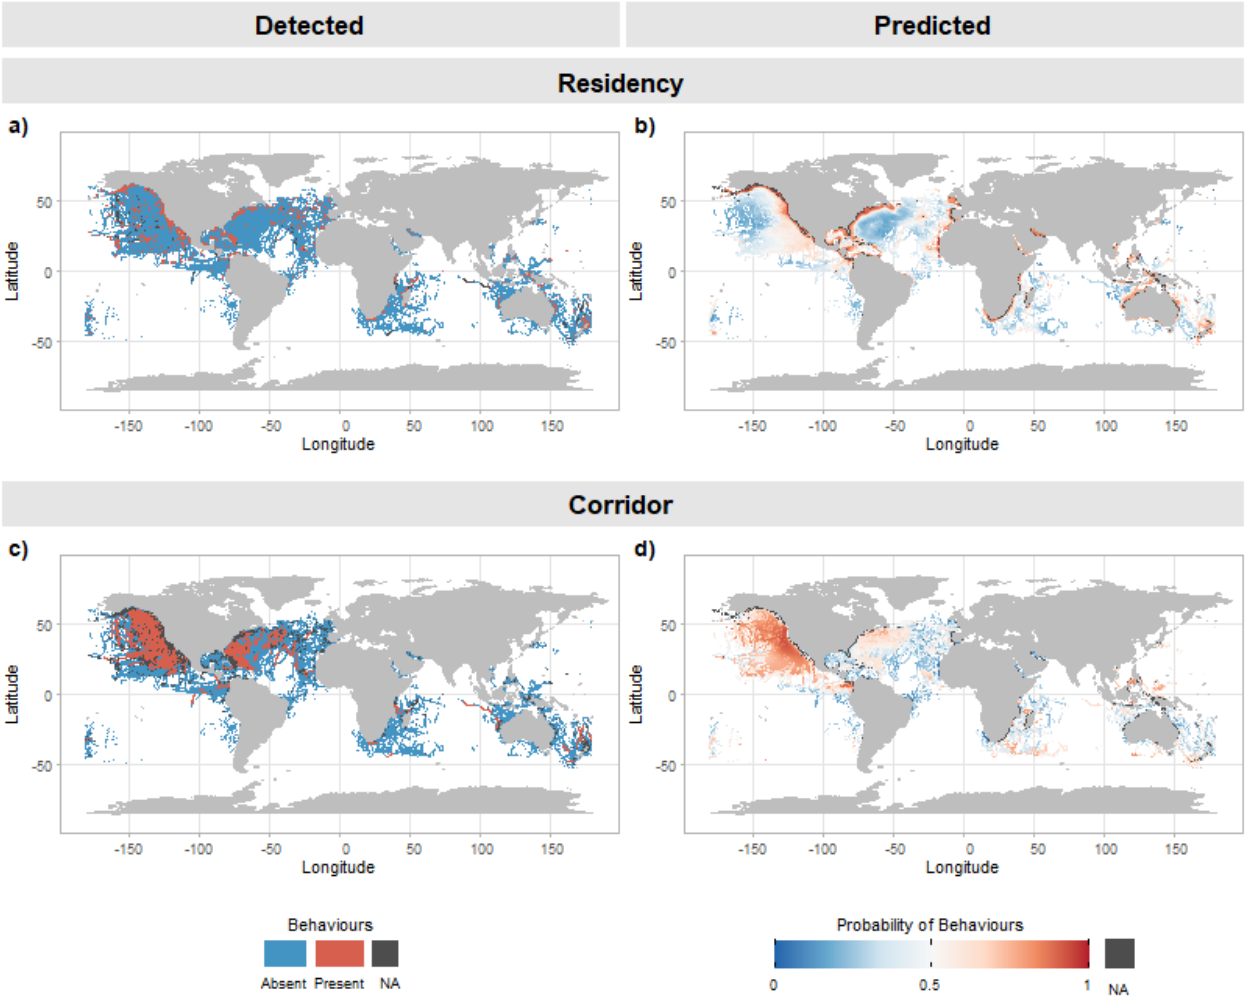 Detected
Predicted
Residency
a)
b)
50
0
-50
Latitude
-150 -100 -50 0 50 100 150
Longitude
50
0
-50
Latitude
-150 -100 -50 0 50 100 150
Longitude
Corridor
c)
d)
50
0
-50
Latitude
-150 -100 -50 0 50 100 150
Longitude
50
0
-50
Latitude
-150 -100 -50 0 50 100 150
Longitude
Behaviours
Absent Present NA
Probability of Behaviours
0 0.5 1 NA